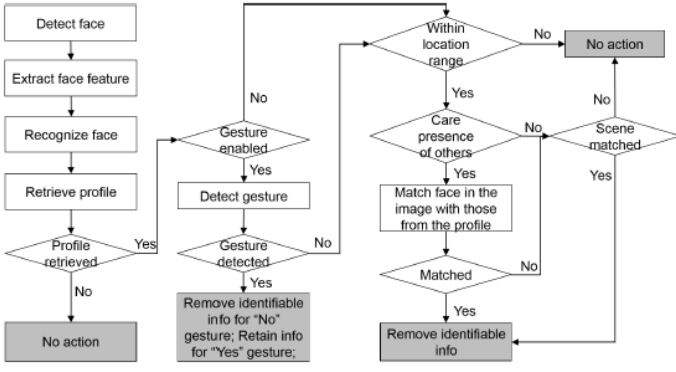 Detect face
Extract face feature
Recognize face
Retrieve profile
Profile
retrieved
Yes
No
No action
No
Gesture
enabled
Yes
Detect gesture
Gesture
detected
No
Yes
Remove identifiable
info for “No”
gesture; Retain info
for “Yes” gesture;
Within
location
range
No
No action
Yes
Care
presence
of others
No
Yes
Match face in the
image with those
from the profile
Matched
No
Yes
Remove identifiable
info
No
Scene
matched
Yes